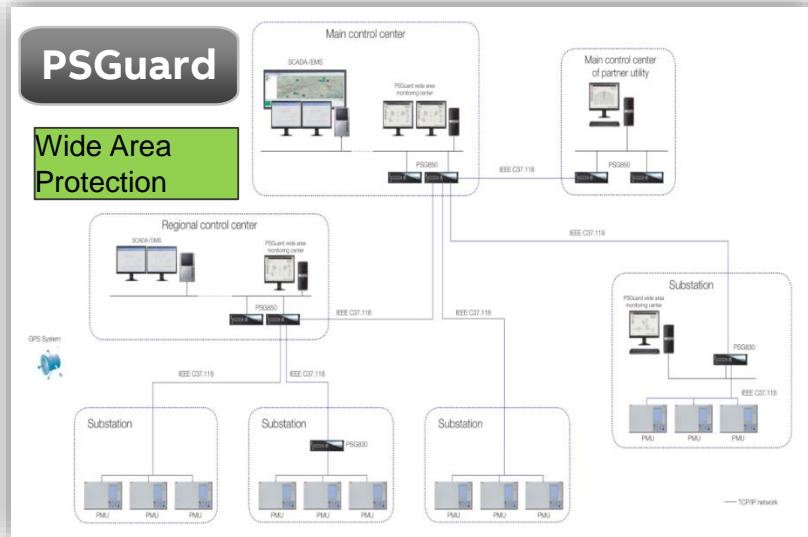 PSGuard
Wide Area
Protection
Main control center
SCADA/EMS
PSGuard wide area
monitoring center
PSG850
IEEE C37.118
Main control center
of partner utility
PSG850
IEEE C37.118
Regional control center
SCADA/DMS
PSGuard wide area
monitoring center
PSG850
IEEE C37.118
IEEE C37.118
Substation
PSGuard wide area
monitoring center
PSG830
IEEE C37.118
PMU
PMU
PMU
GPS System
IEEE C37.118
IEEE C37.118
Substation
PMU
PMU
PMU
Substation
PSG830
PMU
PMU
PMU
Substation
PMU
PMU
PMU
TCP/IP network